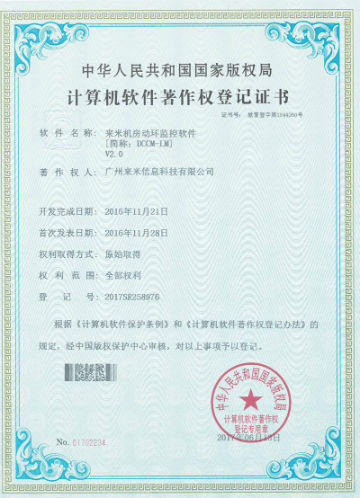 中华人民共和国国家版权局
计算机软件著作权登记证书
证书号： 软著登字第1844260号
软件名称： 来米机房动环监控软件
[简称：DCCM-LM]
V2.0
著作权人： 广州来米信息科技有限公司
开发完成日期： 2016年11月21日
首次发表日期： 2016年11月28日
权利取得方式： 原始取得
权利范围： 全部权利
登记号： 2017SR258976
根据《计算机软件保护条例》和《计算机软件著作权登记办法》的
规定，经中国版权保护中心审核，对以上事项予以登记。
中华人民共和国国家版权局
计算机软件著作权
登记专用章
2017年06月13日
No. 01702234